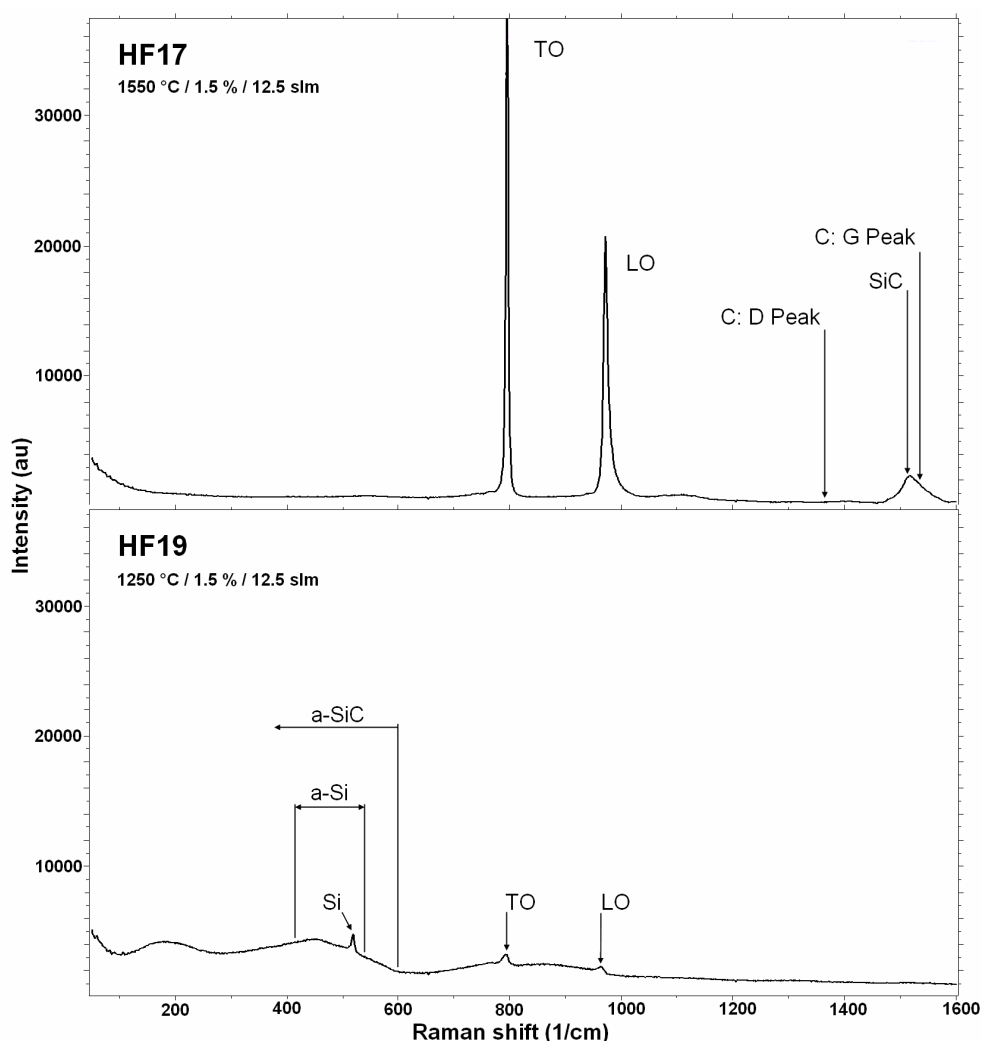 HF17
1550 °C / 1.5 % / 12.5 slm
TO
LO
C: G Peak
SiC
C: D Peak
30000
20000
10000
Intensity (au)
HF19
1250 °C / 1.5 % / 12.5 slm
30000
20000
10000
a-SiC
a-Si
Si
TO
LO
200 400 600 800 1000 1200 1400 1600
Raman shift (1/cm)